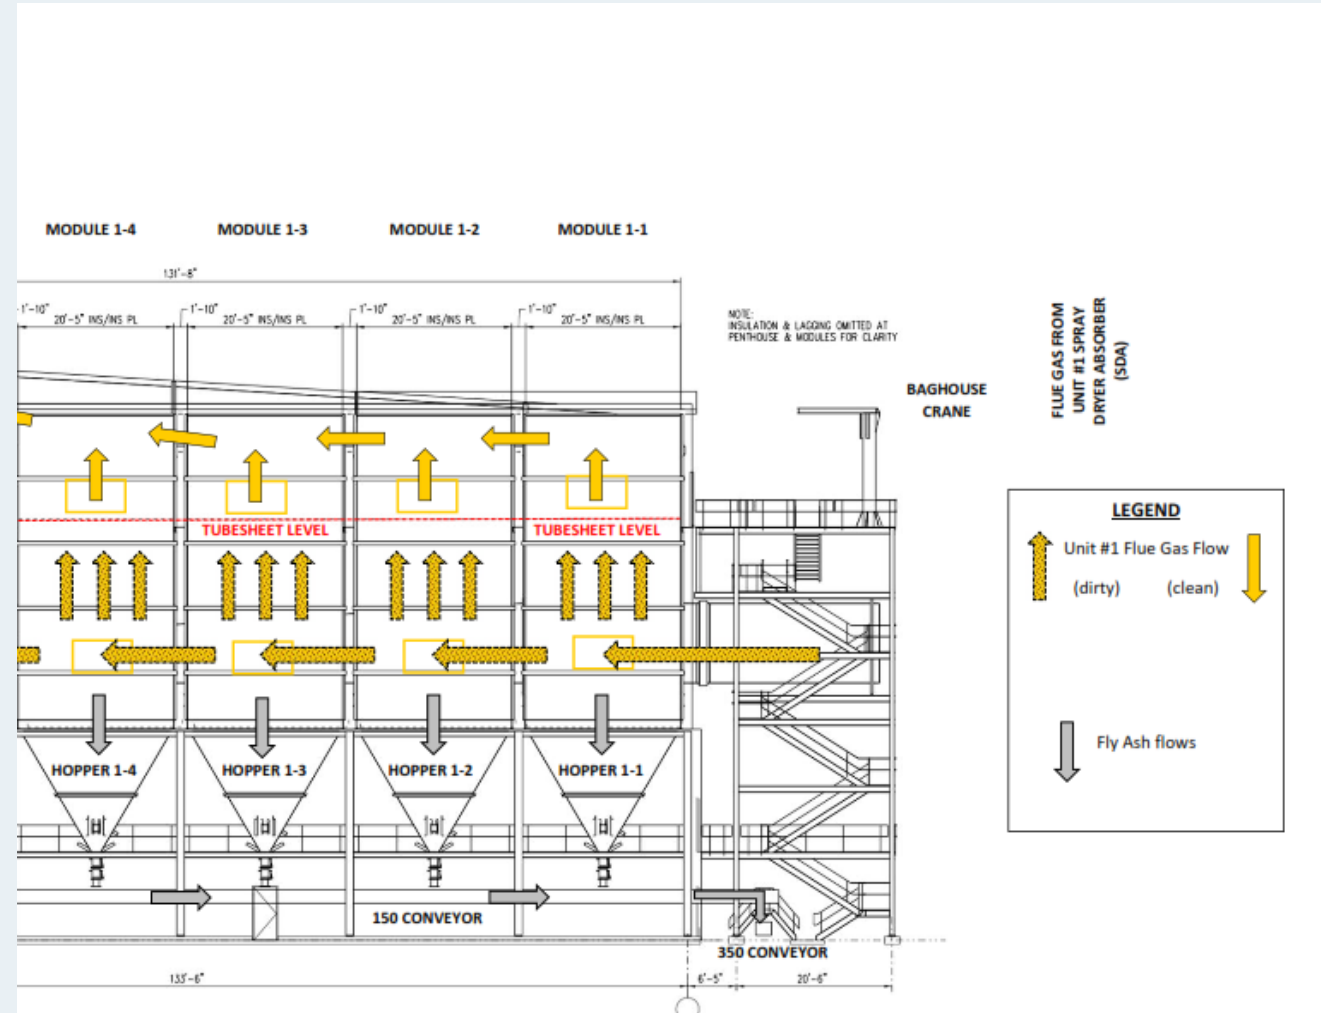 MODULE 1-4
MODULE 1-3
MODULE 1-2
MODULE 1-1
131'-8"
1'-10"
20'-5" INS/INS PL
1'-10"
20'-5" INS/INS PL
1'-10"
20'-5" INS/INS PL
1'-10"
20'-5" INS/INS PL
NOTE:
INSULATION & LAGGING OMITTED AT
PENTHOUSE & MODULES FOR CLARITY
BAGHOUSE
CRANE
FLUE GAS FROM
UNIT #1 SPRAY
DRYER ABSORBER
(SDA)
TUBESHEET LEVEL
TUBESHEET LEVEL
LEGEND
Unit #1 Flue Gas Flow
(dirty)
(clean)
Fly Ash flows
HOPPER 1-4
HOPPER 1-3
HOPPER 1-2
HOPPER 1-1
150 CONVEYOR
350 CONVEYOR
133'-6"
6'-5"
20'-6"